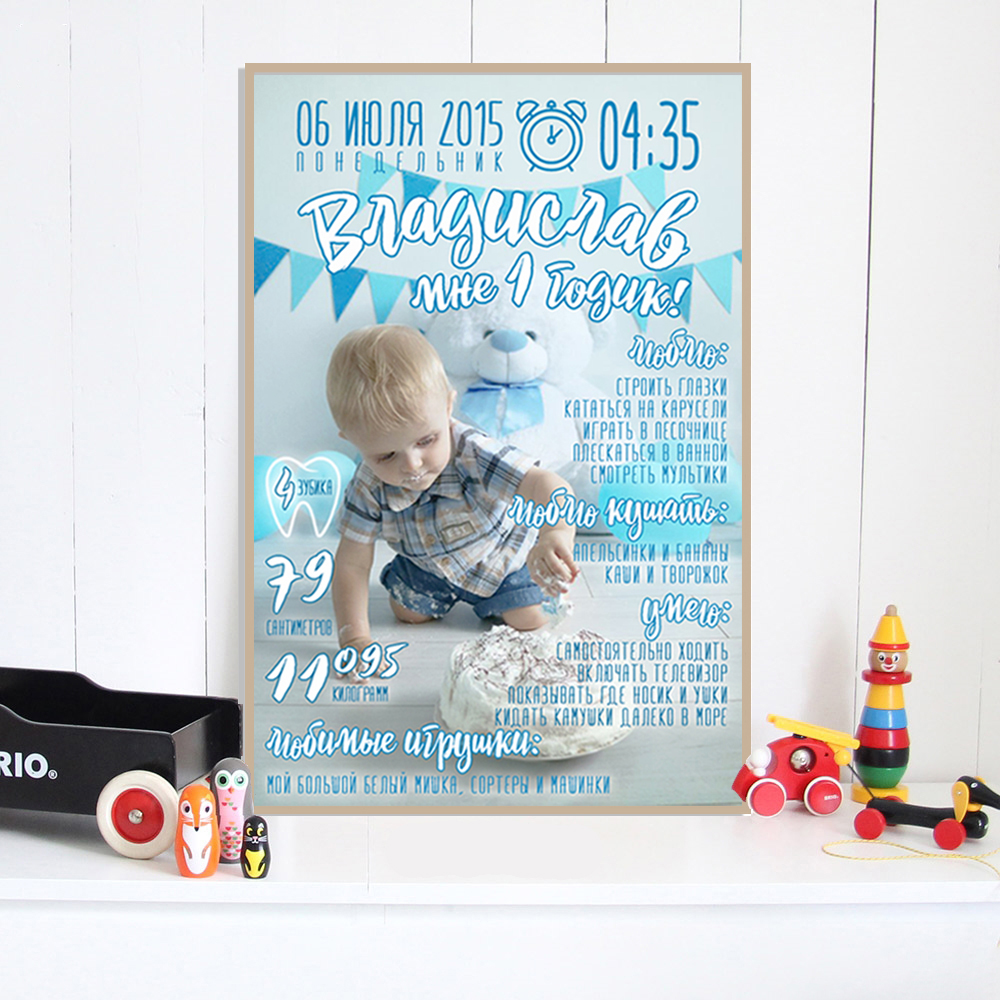 06 ИЮЛЯ 2015 04:35
ПОНЕДЕЛЬНИК
Владислав
мне 1 Годик!
люблю:
СТРОИТЬ ГЛАЗКИ
КАТАТЬСЯ НА КАРУСЕЛИ
ИГРАТЬ В ПЕСОЧНИЦЕ
ПЛЕСКАТЬСЯ В ВАННОЙ
СМОТРЕТЬ МУЛЬТИКИ
4 ЗУБИКА
люблю кушать:
АПЕЛЬСИНКИ И БАНАНЫ
КАШИ И ТВОРОЖОК
79
САНТИМЕТРОВ
умею:
САМОСТОЯТЕЛЬНО ХОДИТЬ
ВКЛЮЧАТЬ ТЕЛЕВИЗОР
ПОКАЗЫВАТЬ ГДЕ НОСИК И УШКИ
КИДАТЬ КАМУШКИ ДАЛЕКО В МОРЕ
11 095
КИЛОГРАММ
любимые игрушки:
МОЙ БОЛЬШОЙ БЕЛЫЙ МИШКА, СОРТЕРЫ И МАШИНКИ
RIO®